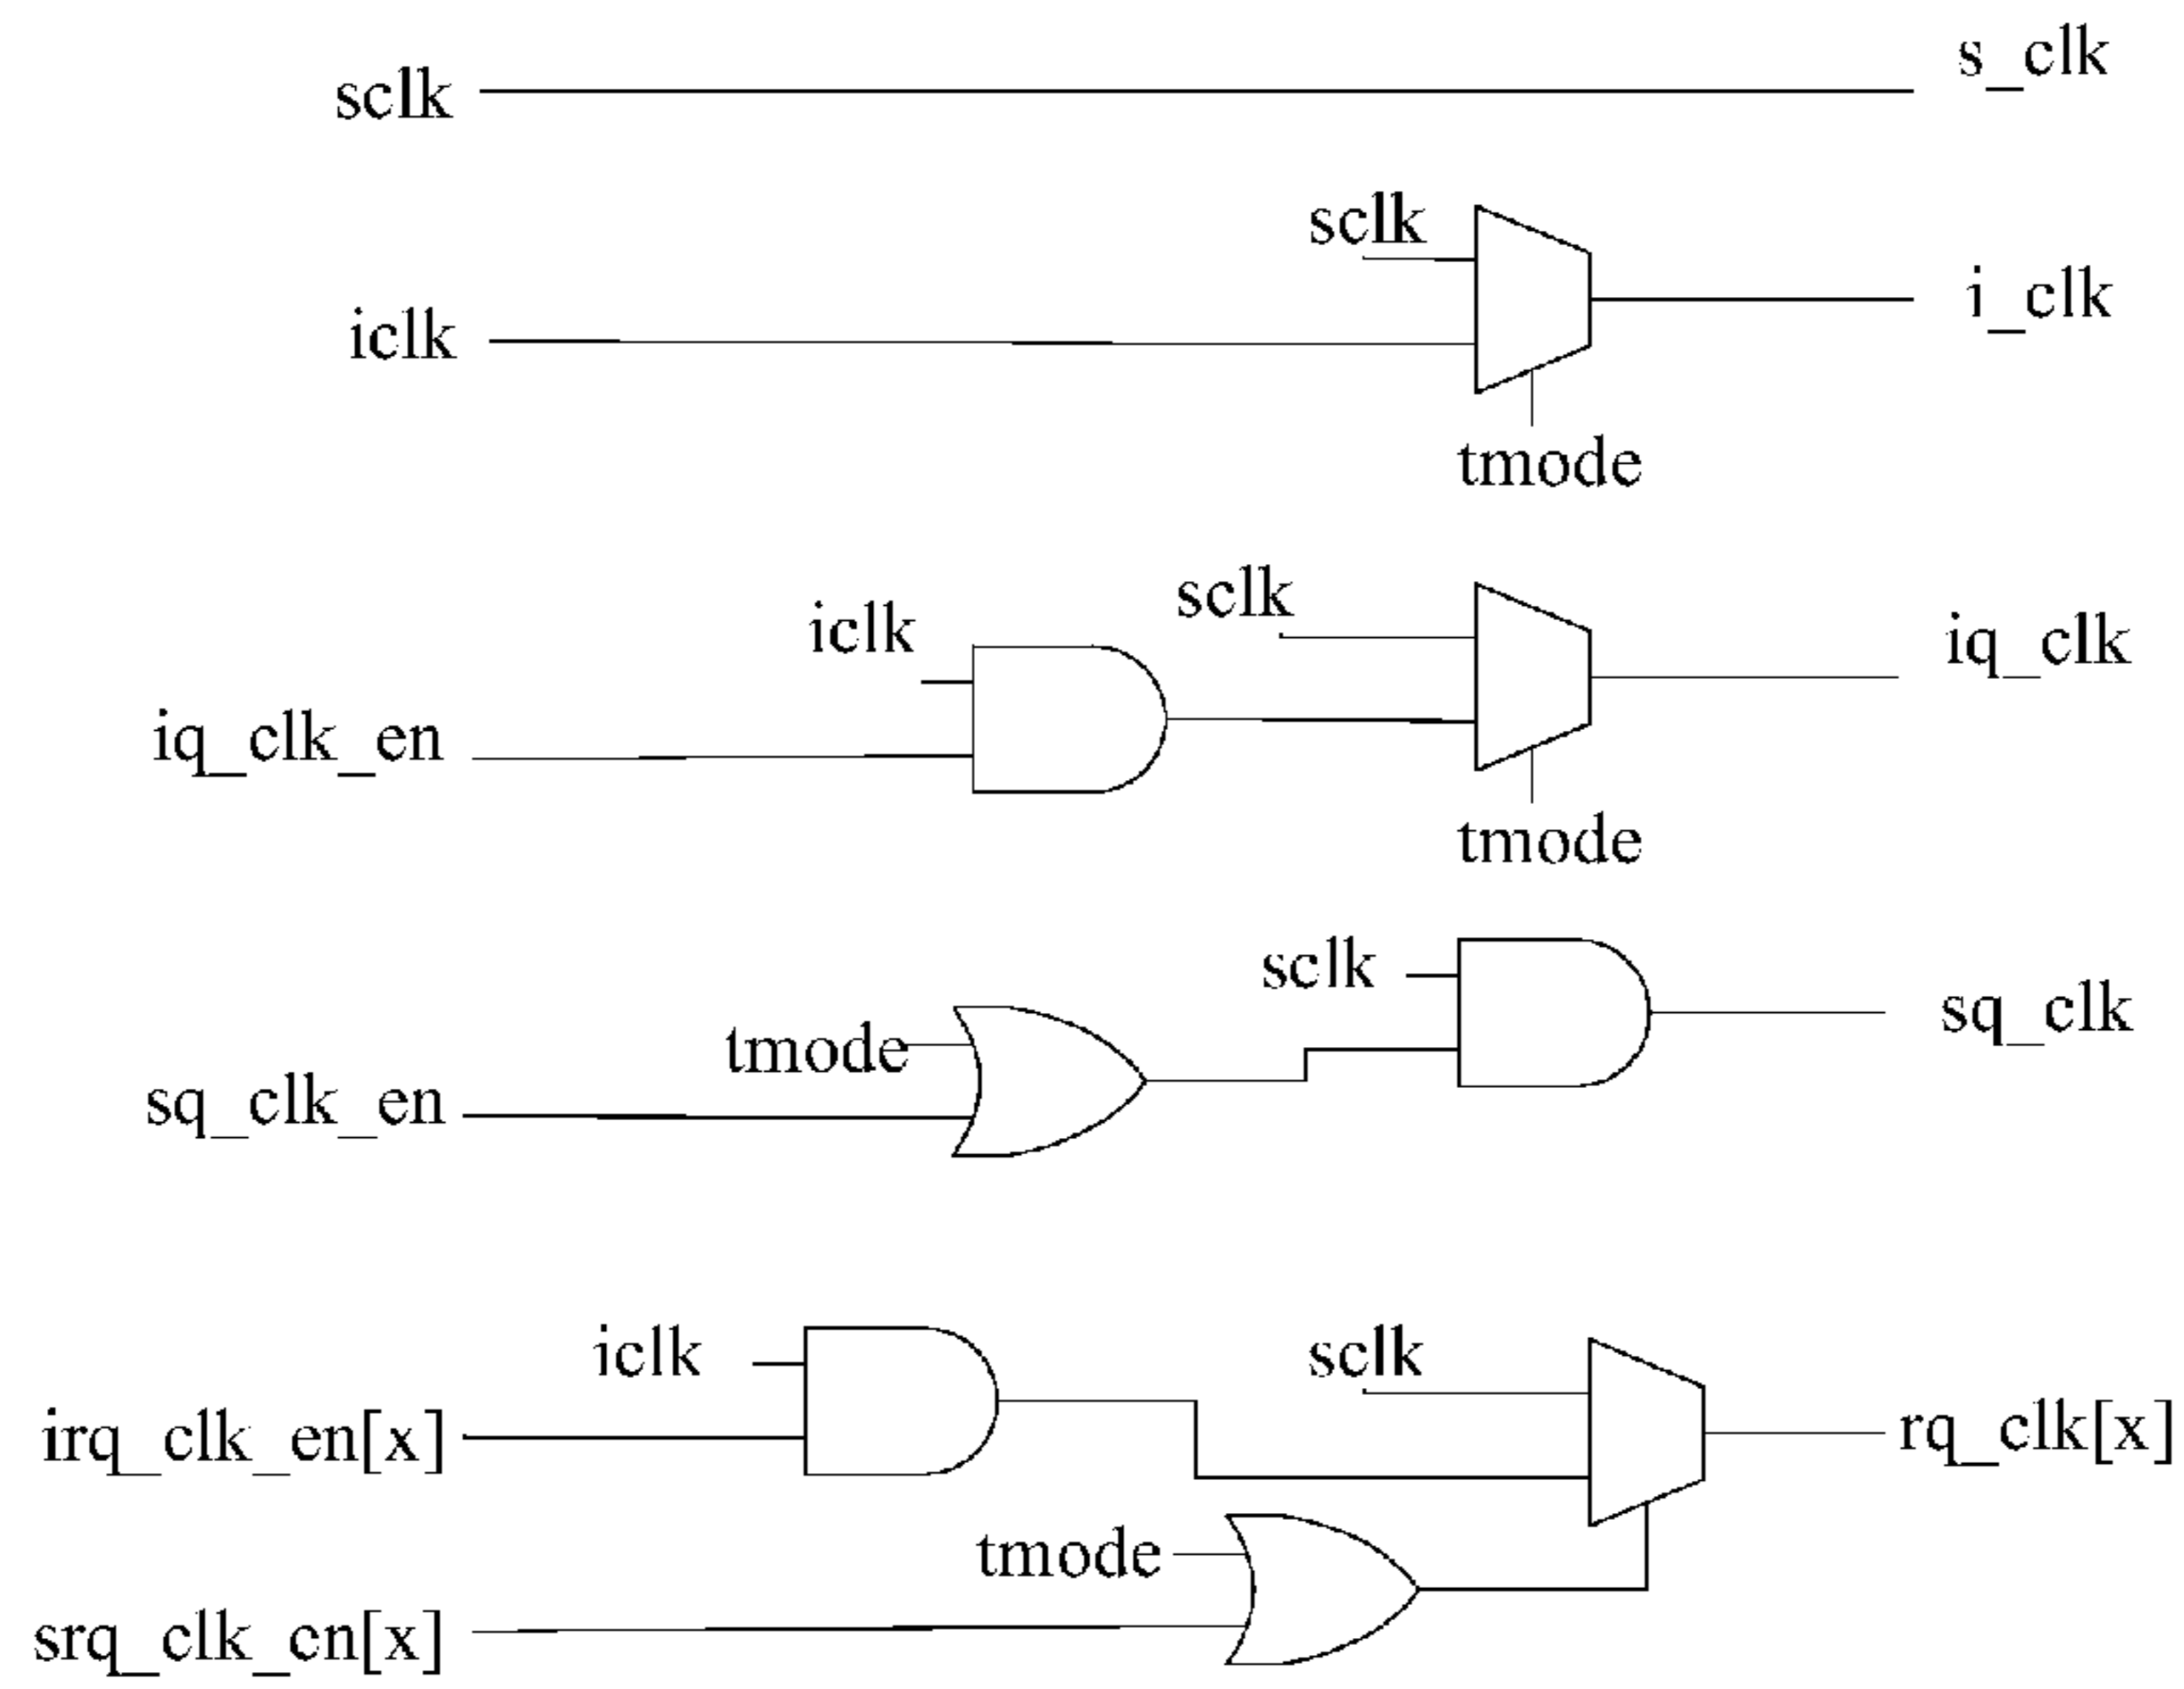 sclk
s_clk
sclk
iclk
i_clk
tmode
sclk
iclk
iq_clk
iq_clk_en
tmode
sclk
sq_clk
tmode
sq_clk_en
iclk
sclk
irq_clk_en[x]
rq_clk[x]
tmode
srq_clk_en[x]